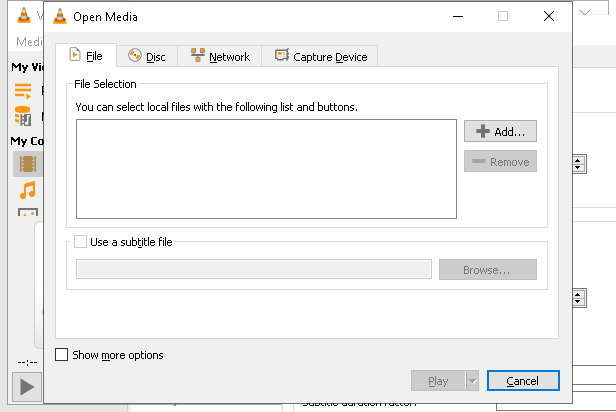 Open Media
Medi
File
Disc
Network
Capture Device
My Vi
File Selection
You can select local files with the following list and buttons.
Add...
Remove
My Co
Use a subtitle file
Browse...
--:--
Show more options
Play
Cancel
Subtitle duration factor: